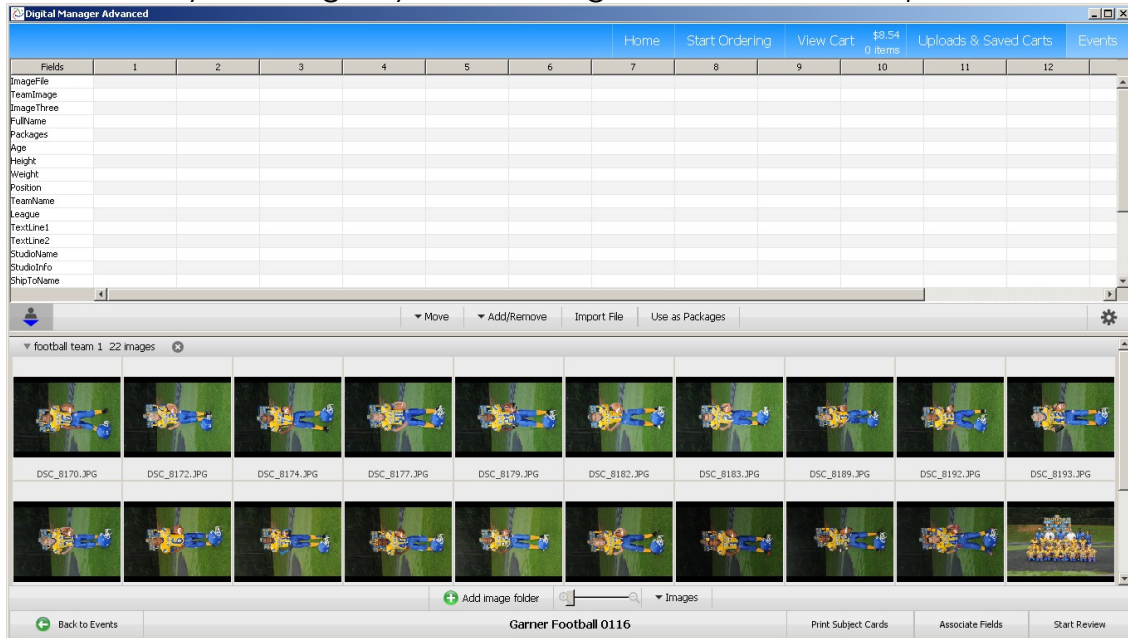 Digital Manager Advanced
Home Start Ordering View Cart $8.54 0 items Uploads & Saved Carts Events
Fields 1 2 3 4 5 6 7 8 9 10 11 12
ImageFile
TeamImage
ImageThree
FullName
Packages
Age
Height
Weight
Position
TeamName
League
TextLine1
TextLine2
StudioName
StudioInfo
ShipToName
Move Add/Remove Import File Use as Packages
football team 1 22 images
DSC_8170.JPG DSC_8172.JPG DSC_8174.JPG DSC_8177.JPG DSC_8179.JPG DSC_8182.JPG DSC_8183.JPG DSC_8189.JPG DSC_8192.JPG DSC_8193.JPG
Add image folder Images
Back to Events Garner Football 0116 Print Subject Cards Associate Fields Start Review